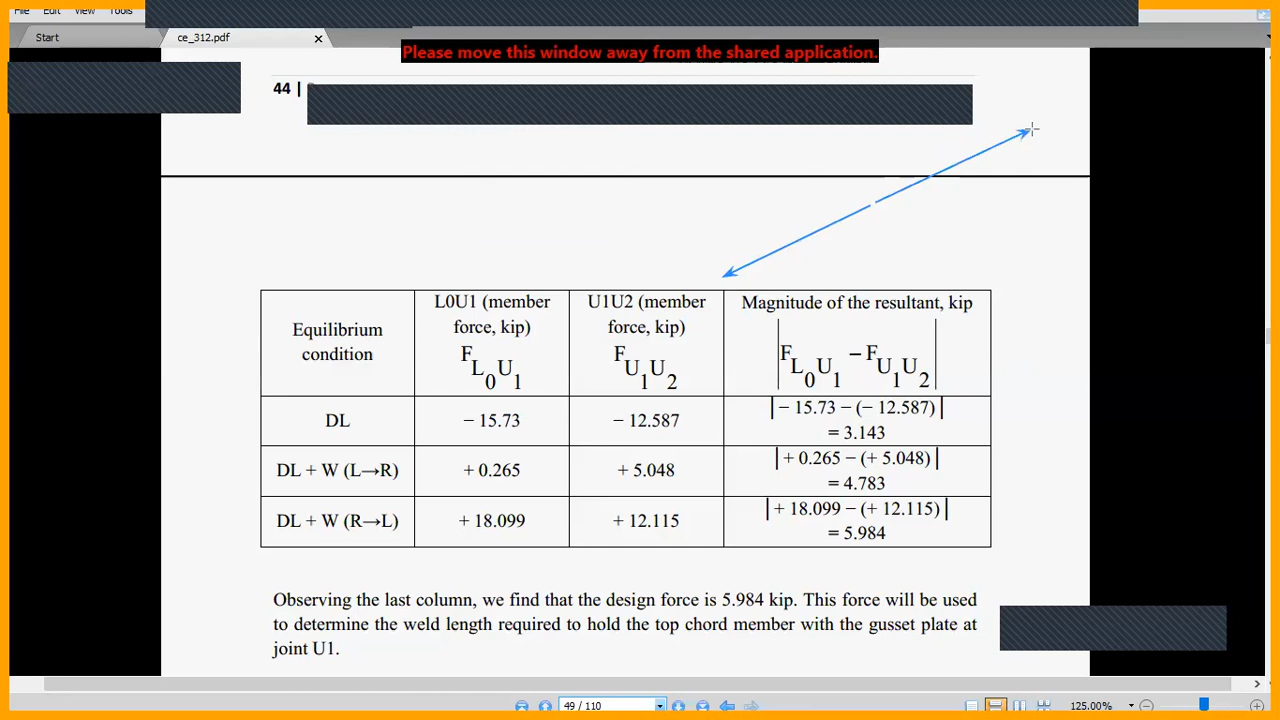 File Edit View Tools
Start ce_312.pdf
Please move this window away from the shared application.
44 |
Equilibrium condition
L0U1 (member force, kip)
F L0U1
U1U2 (member force, kip)
F U1U2
Magnitude of the resultant, kip
|F L0U1 − F U1U2|
DL − 15.73 − 12.587 |− 15.73 −(− 12.587)|
= 3.143
DL + W (L→R) + 0.265 + 5.048 |+ 0.265 −(+ 5.048)|
= 4.783
DL + W (R→L) + 18.099 + 12.115 |+ 18.099 −(+ 12.115)|
= 5.984
Observing the last column, we find that the design force is 5.984 kip. This force will be used
to determine the weld length required to hold the top chord member with the gusset plate at
joint U1.
49 / 110
125.00%